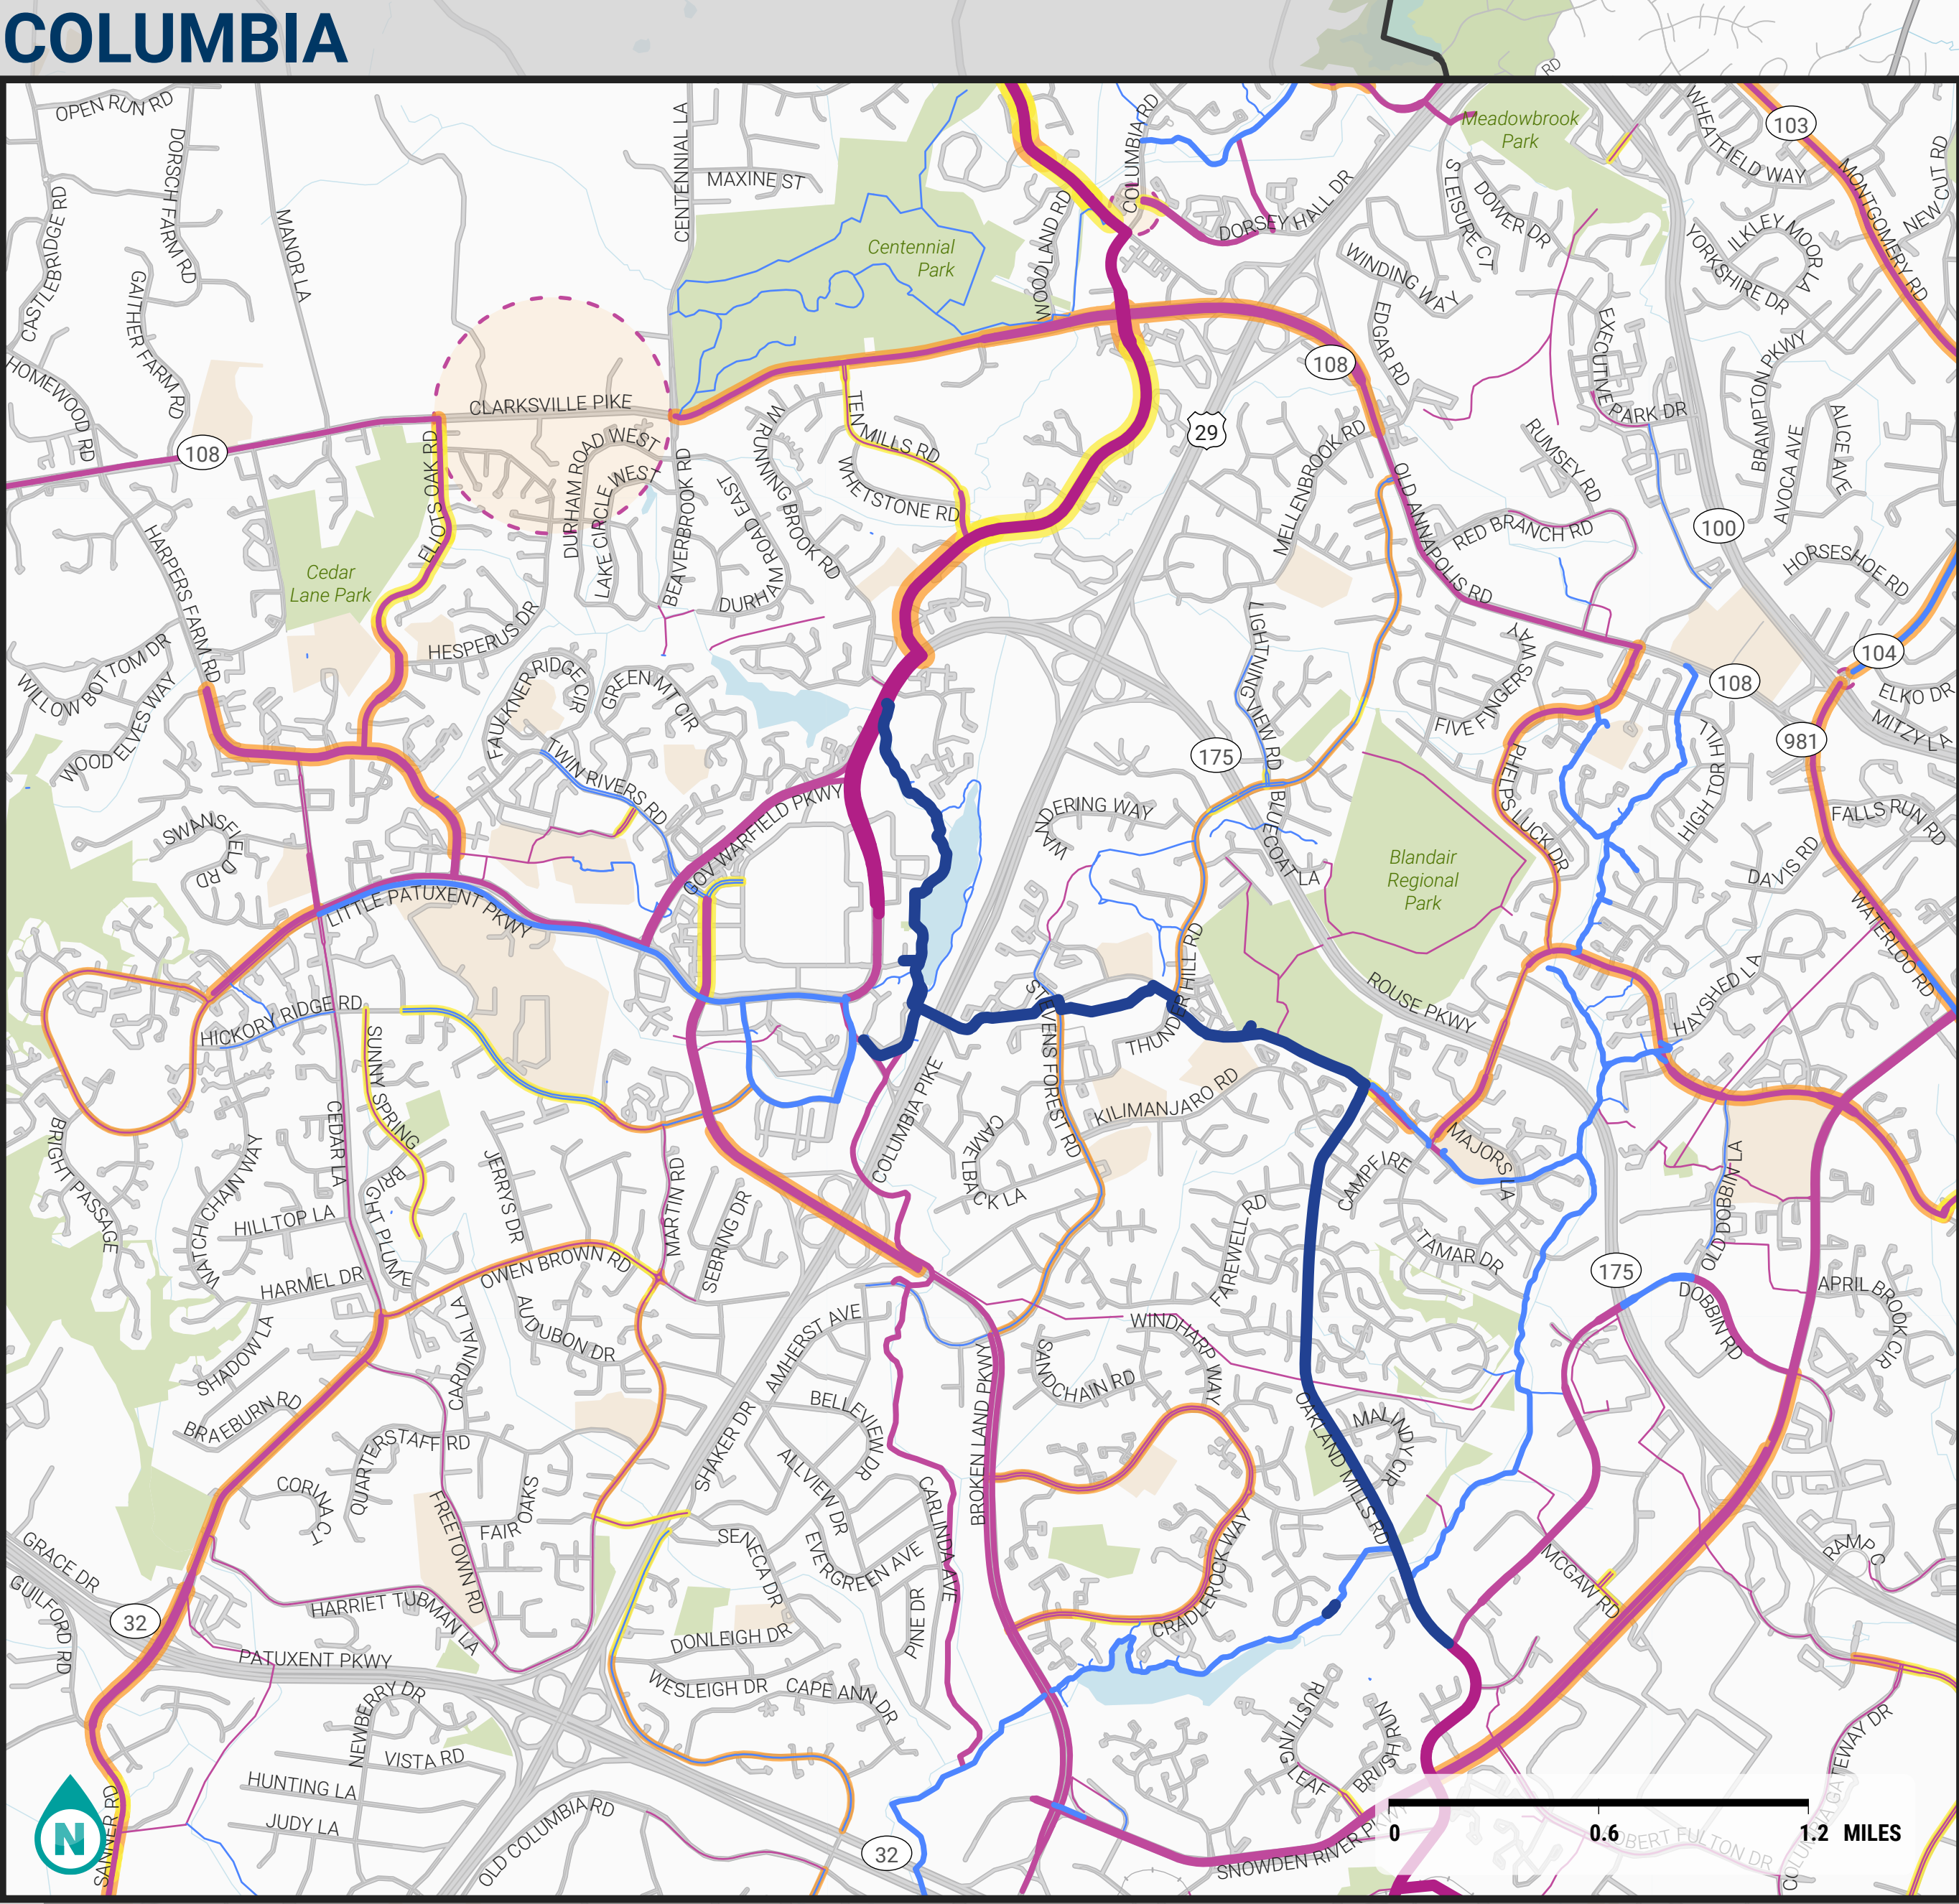 COLUMBIA
OPEN RUN RD
DORSCH FARM RD
CENTENNIAL LA
MAXINE ST
COLUMBIA RD
RD
Meadowbrook
Park
WHEATFIELD WAY
103
MONTGOMERY RD
NEW CUT RD
CASTLEBRIDGE RD
GAITHER FARM RD
MANOR LA
Centennial
Park
WOODLAND RD
DORSEY HALL DR
S LEISURE CT
DOWER DR
WINDING WAY
YORKSHIRE DR
ILKLEY MOOR LA
HOMEWOOD RD
108
CLARKSVILLE PIKE
DURHAM ROAD WEST
LAKE CIRCLE WEST
BEAVERBROOK RD
DURHAM ROAD EAST
W RUNNING BROOK RD
TEN MILLS RD
WHETSTONE RD
29
108
EDGAR RD
EXECUTIVE
PARK DR
BRAMPTON PKWY
AVOCA AVE
ALICE AVE
MELLENBROOK RD
OLD ANNAPOLIS RD
RUMSEY RD
RED BRANCH RD
100
HORSESHOE RD
HARPERS FARM RD
ELIOTS OAK RD
Cedar
Lane Park
HESPERUS DR
WILLOW BOTTOM DR
WOOD ELVES WAY
FAULKNER RIDGE CIR
GREEN MT CIR
TWIN RIVERS RD
GOV WARFIELD PKWY
175
LIGHTNING VIEW RD
FIVE FINGERS WAY
108
104
ELKO DR
MITZY LA
981
PHELPS LUCK DR
HIGH TOR HILL
FALLS RUN RD
DAVIS RD
WATERLOO RD
SWANSFIELD RD
LITTLE PATUXENT PKWY
WANDERING WAY
BLUECOAT LA
Blandair
Regional
Park
HICKORY RIDGE RD
SUNNY SPRING
CEDAR LA
STEVENS FOREST RD
THUNDER HILL RD
KILIMANJARO RD
ROUSE PKWY
HAYSHED LA
BRIGHT PASSAGE
WATCH CHAIN WAY
HILLTOP LA
HARMEL DR
BRIGHT PLUME
JERRYS DR
MARTIN RD
SEBRING DR
COLUMBIA PIKE
CAMELBACK LA
FAREWELL RD
CAMPFIRE
MAJORS LA
TAMAR DR
OLD DOBBIN LA
175
DOBBIN RD
APRIL BROOK CIR
OWEN BROWN RD
AUDUBON DR
CARDINAL LA
SHADOW LA
BRAEBURN RD
AMHERST AVE
SANDCHAIN RD
WINDHARP WAY
BROKEN LAND PKWY
OAKLAND MILLS RD
MALINDY CIR
QUARTERSTAFF RD
CORINA CT
FAIR OAKS
FREETOWN RD
SHAKER DR
BELLEVIEW DR
ALLVIEW DR
CARLINDA AVE
SENECA DR
EVERGREEN AVE
PINE DR
CRADLEROCK WAY
MCGAW RD
RAMP C
GRACE DR
GUILFORD RD
32
HARRIET TUBMAN LA
PATUXENT PKWY
DONLEIGH DR
WESLEIGH DR
CAPE ANN DR
NEWBERRY DR
VISTA RD
HUNTING LA
JUDY LA
SANNER RD
OLD COLUMBIA RD
32
RUSTLING LEAF
BRUSH RUN
SNOWDEN RIVER PKWY
ROBERT FULTON DR
COLUMBIA GATEWAY DR
N
0 0.6 1.2 MILES